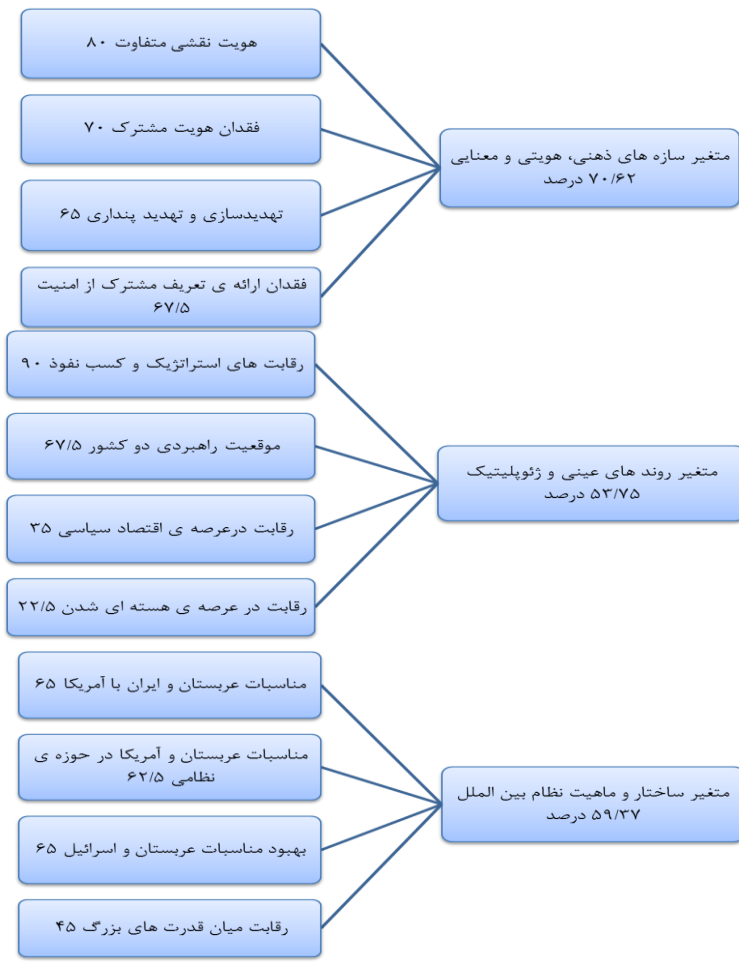 هویت نقشی متفاوت ۸۰
فقدان هویت مشترک ۷۰
تهدیدسازی و تهدید پنداری ۶۵
فقدان ارائه ی تعریف مشترک از امنیت
۶۷/۵
متغیر سازه های ذهنی، هویتی و معنایی
۷۰/۶۲ درصد
رقابت های استراتژیک و کسب نفوذ ۹۰
موقعیت راهبردی دو کشور ۶۷/۵
رقابت درعرصه ی اقتصاد سیاسی ۳۵
رقابت در عرصه ی هسته ای شدن ۲۲/۵
متغیر روند های عینی و ژئوپلیتیک
۵۳/۷۵ درصد
مناسبات عربستان و ایران با آمریکا ۶۵
مناسبات عربستان و آمریکا در حوزه ی
نظامی ۶۲/۵
بهبود مناسبات عربستان و اسرائیل ۶۵
رقابت میان قدرت های بزرگ ۴۵
متغیر ساختار و ماهیت نظام بین الملل
۵۹/۳۷ درصد